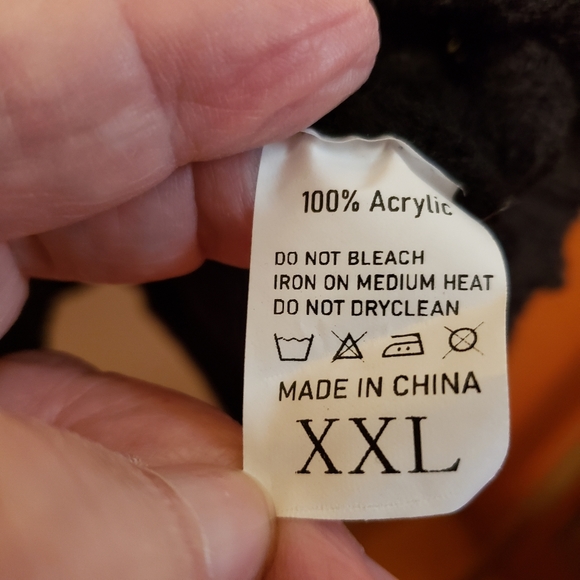 100% Acrylic
DO NOT BLEACH
IRON ON MEDIUM HEAT
DO NOT DRYCLEAN
MADE IN CHINA
XXL